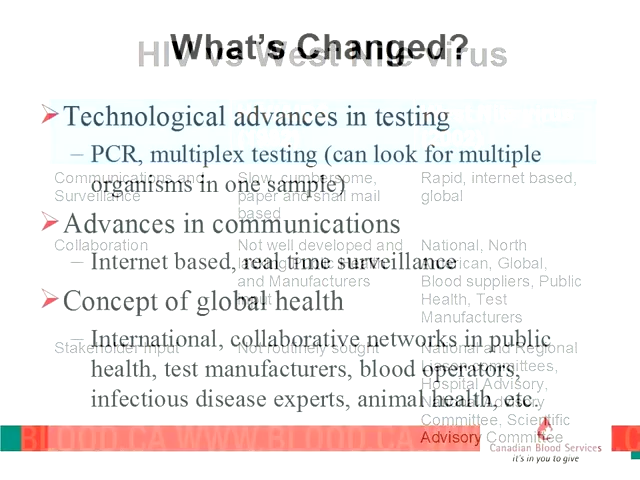 What's Changed?
HIV vs West Nile Virus
Technological advances in testing
– PCR, multiplex testing (can look for multiple
organisms in one sample)
Advances in communications
– Internet based, real time surveillance
Concept of global health
– International, collaborative networks in public
health, test manufacturers, blood operators,
infectious disease experts, animal health, etc.
Communications and
Surveillance
Slow, cumbersome,
paper and snail mail
based
Rapid, internet based,
global
Collaboration
Not well developed and
and Manufacturers
input
National, North
American, Global,
Blood suppliers, Public
Health, Test
Manufacturers
Stakeholder input
Not routinely sought
National and Regional
Liaison committees,
Hospital Advisory,
National Advisory
Committee, Scientific
Advisory Committee
BLOOD.CA WWW.BLOOD.CA
Canadian Blood Services
it's in you to give